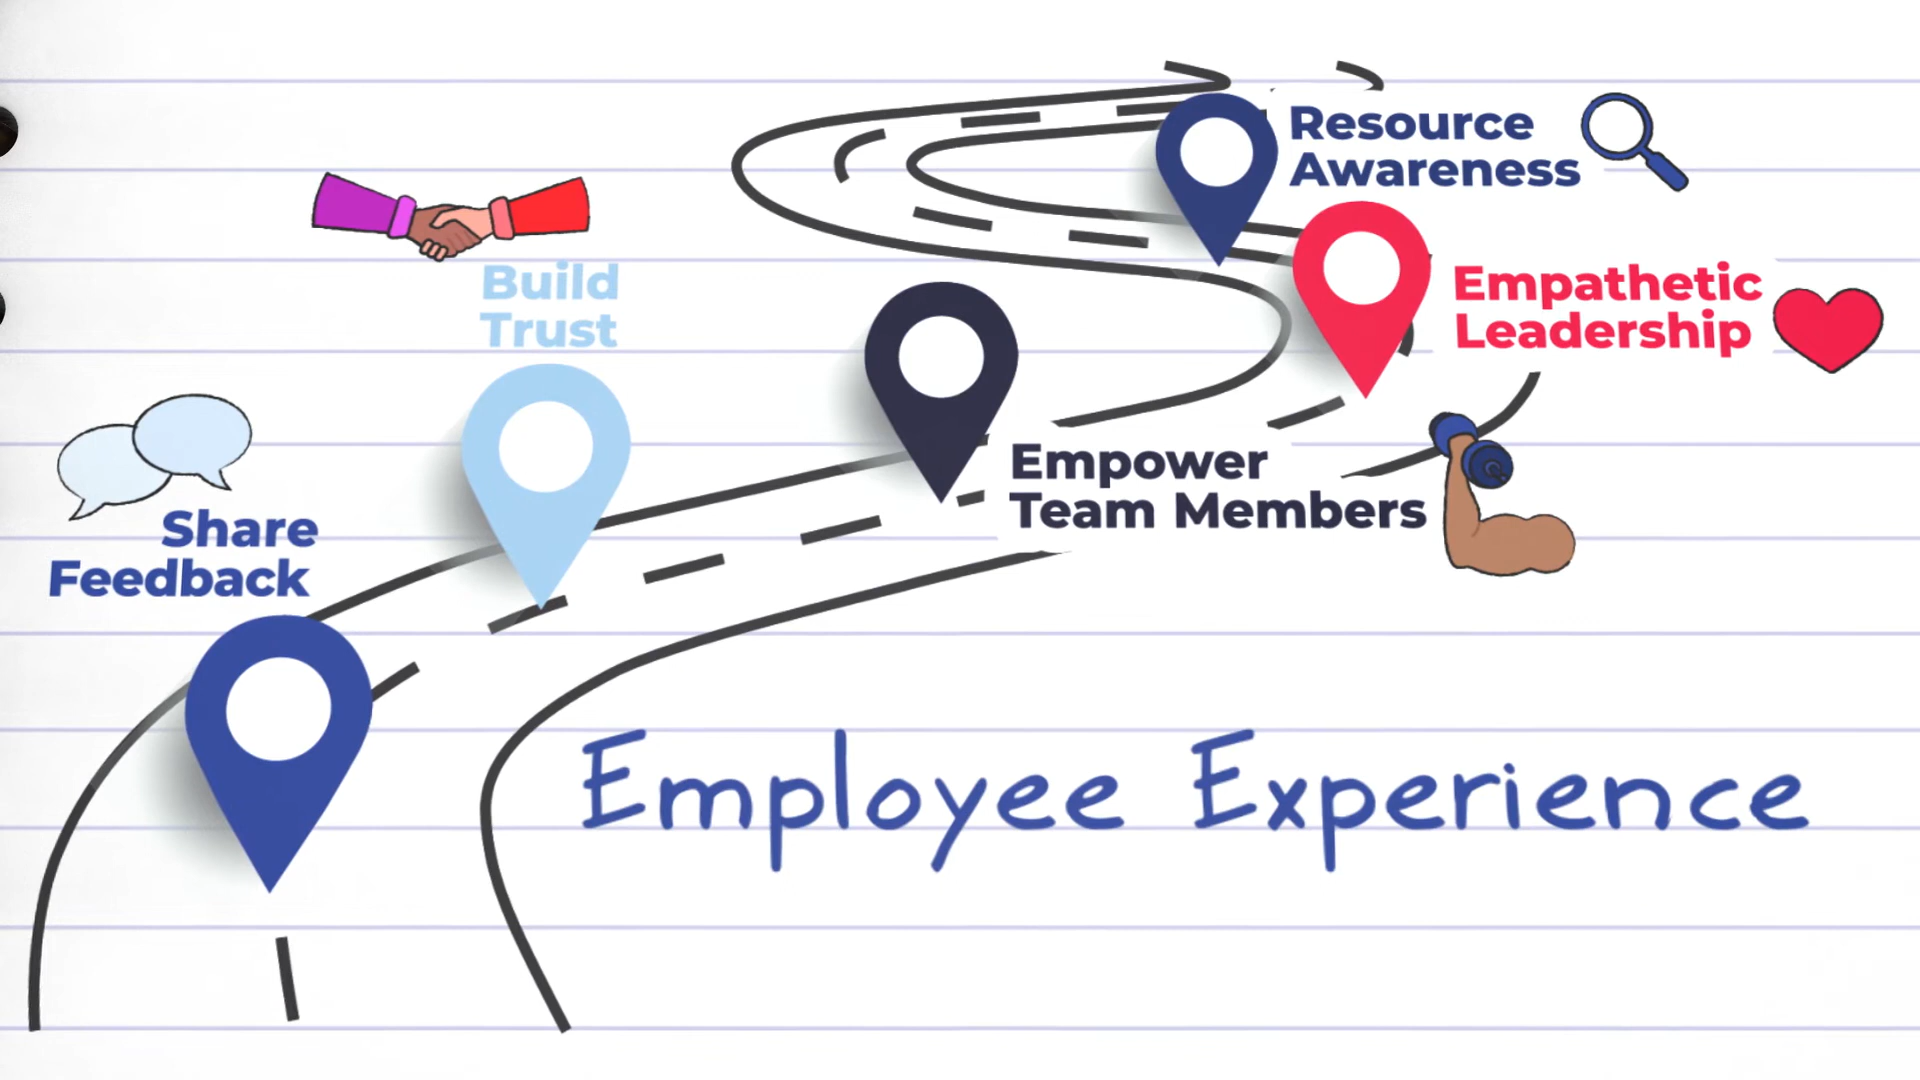 Resource
Awareness
Empathetic
Leadership
Build
Trust
Empower
Team Members
Share
Feedback
Employee Experience